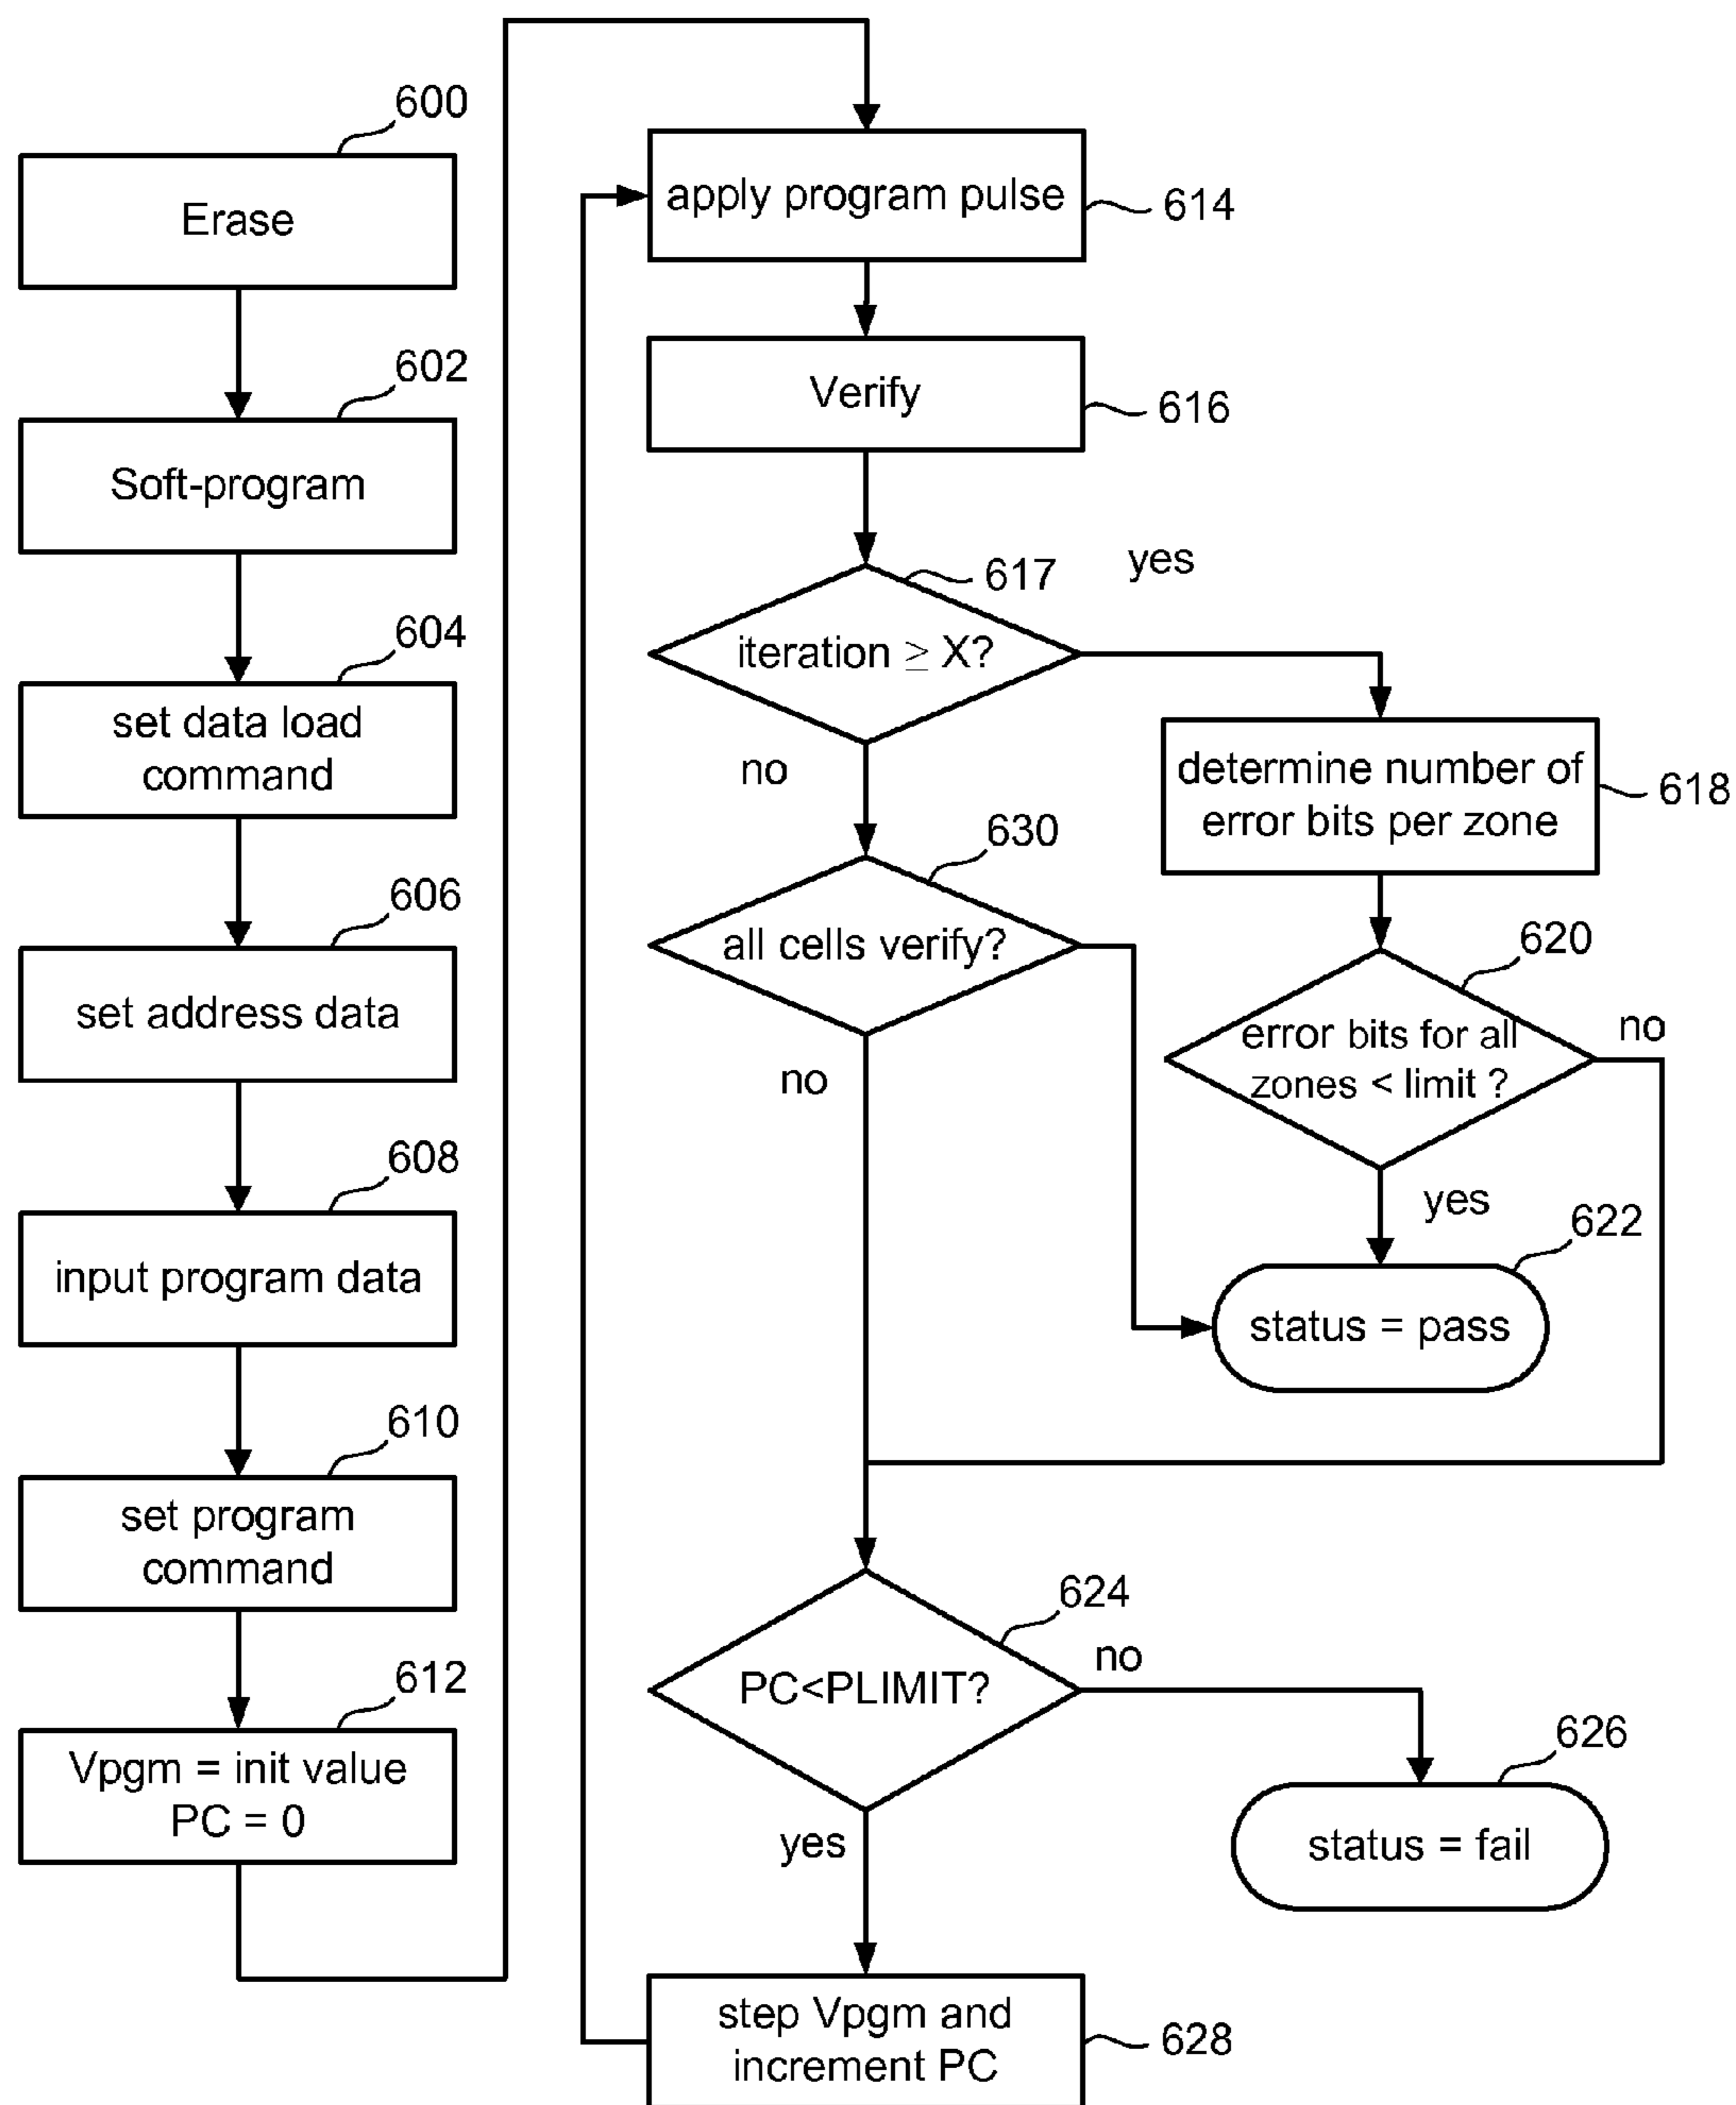 600
Erase
602
Soft-program
604
set data load
command
606
set address data
608
input program data
610
set program
command
612
Vpgm = init value
PC = 0
apply program pulse
614
Verify
616
617
yes
iteration ≥ X?
no
determine number of
error bits per zone
618
630
all cells verify?
no
620
error bits for all
zones < limit ?
no
yes
622
status = pass
624
PC<PLIMIT?
no
yes
626
status = fail
step Vpgm and
increment PC
628